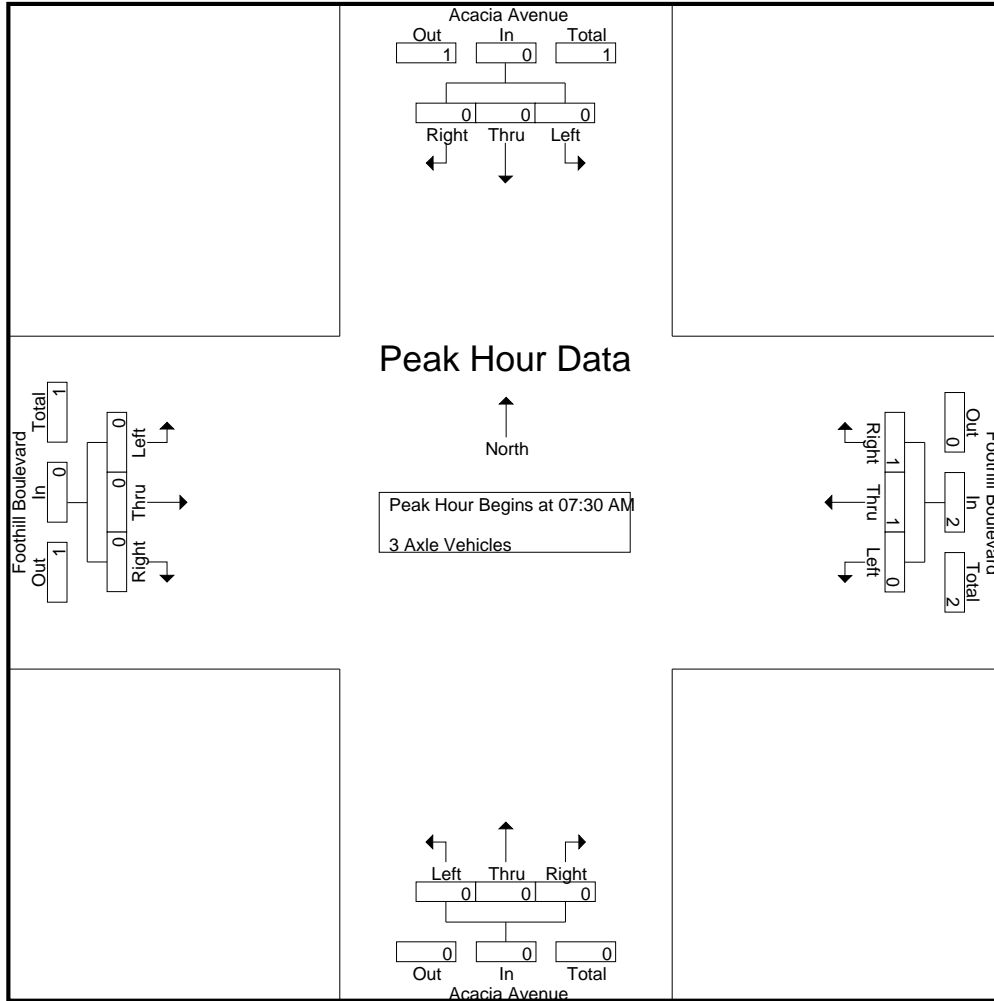 Acacia Avenue
Out In Total
1 0 1
0 0 0
Right Thru Left
Peak Hour Data
North
Peak Hour Begins at 07:30 AM
3 Axle Vehicles
Foothill Boulevard
Total In Out
1 0 1
0 0 0
Left Thru Right
Foothill Boulevard
Out In Total
0 2 2
1 1 0
Right Thru Left
Left Thru Right
0 0 0
0 0 0
Out In Total
Acacia Avenue